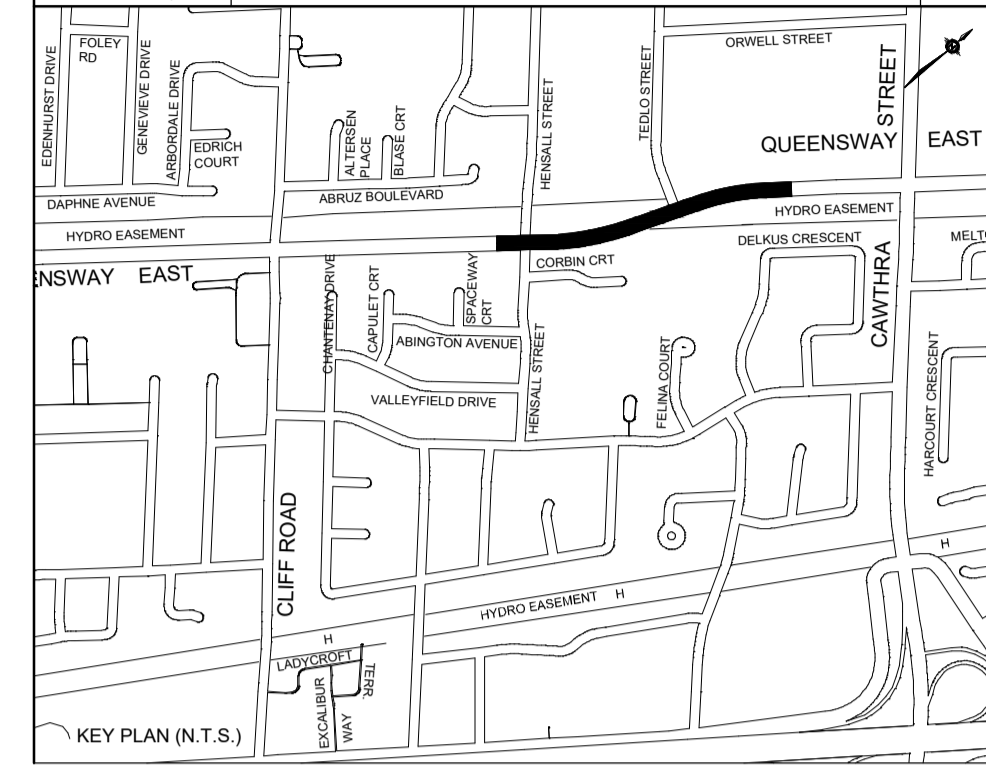 FOLEY
RD
EDENHURST DRIVE
GENEVIEVE DRIVE
ARBORDALE DRIVE
EDRICH
COURT
ALTERSEN
PLACE
BLASE CRT
HENSALL STREET
TEDLO STREET
ORWELL STREET
STREET
QUEENSWAY EAST
DAPHNE AVENUE
ABRUZ BOULEVARD
HYDRO EASEMENT
HYDRO EASEMENT
ENSWAY EAST
DELKUS CRESCENT
MELTO
CORBIN CRT
CHANTENAY DRIVE
CAPULET CRT
SPACEWAY
CRT
ABINGTON AVENUE
VALLEYFIELD DRIVE
HENSALL STREET
FELINA COURT
CAWTHRA
HARCOURT CRESCENT
CLIFF ROAD
H
HYDRO EASEMENT H
H
LADYCROFT
TERR.
EXCALIBUR
WAY
KEY PLAN (N.T.S.)